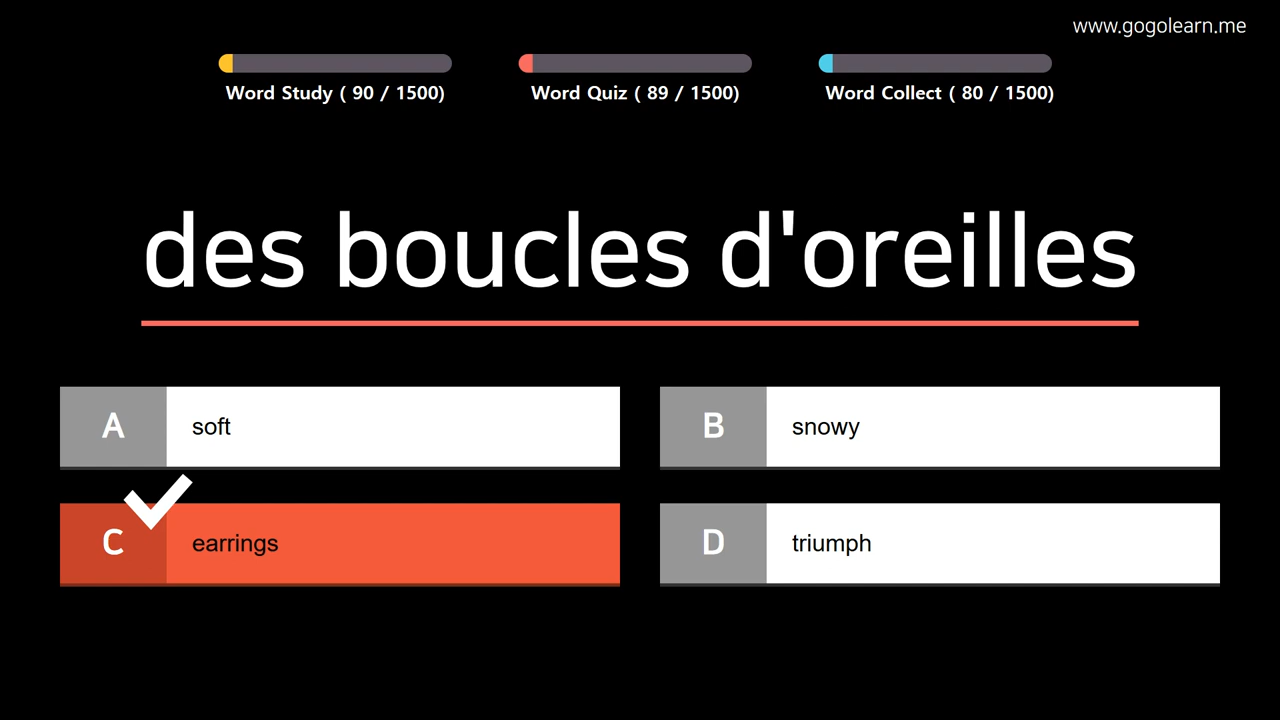 www.gogolearn.me
Word Study ( 90 / 1500)
Word Quiz ( 89 / 1500)
Word Collect ( 80 / 1500)
des boucles d'oreilles
A soft
B snowy
C earrings
D triumph